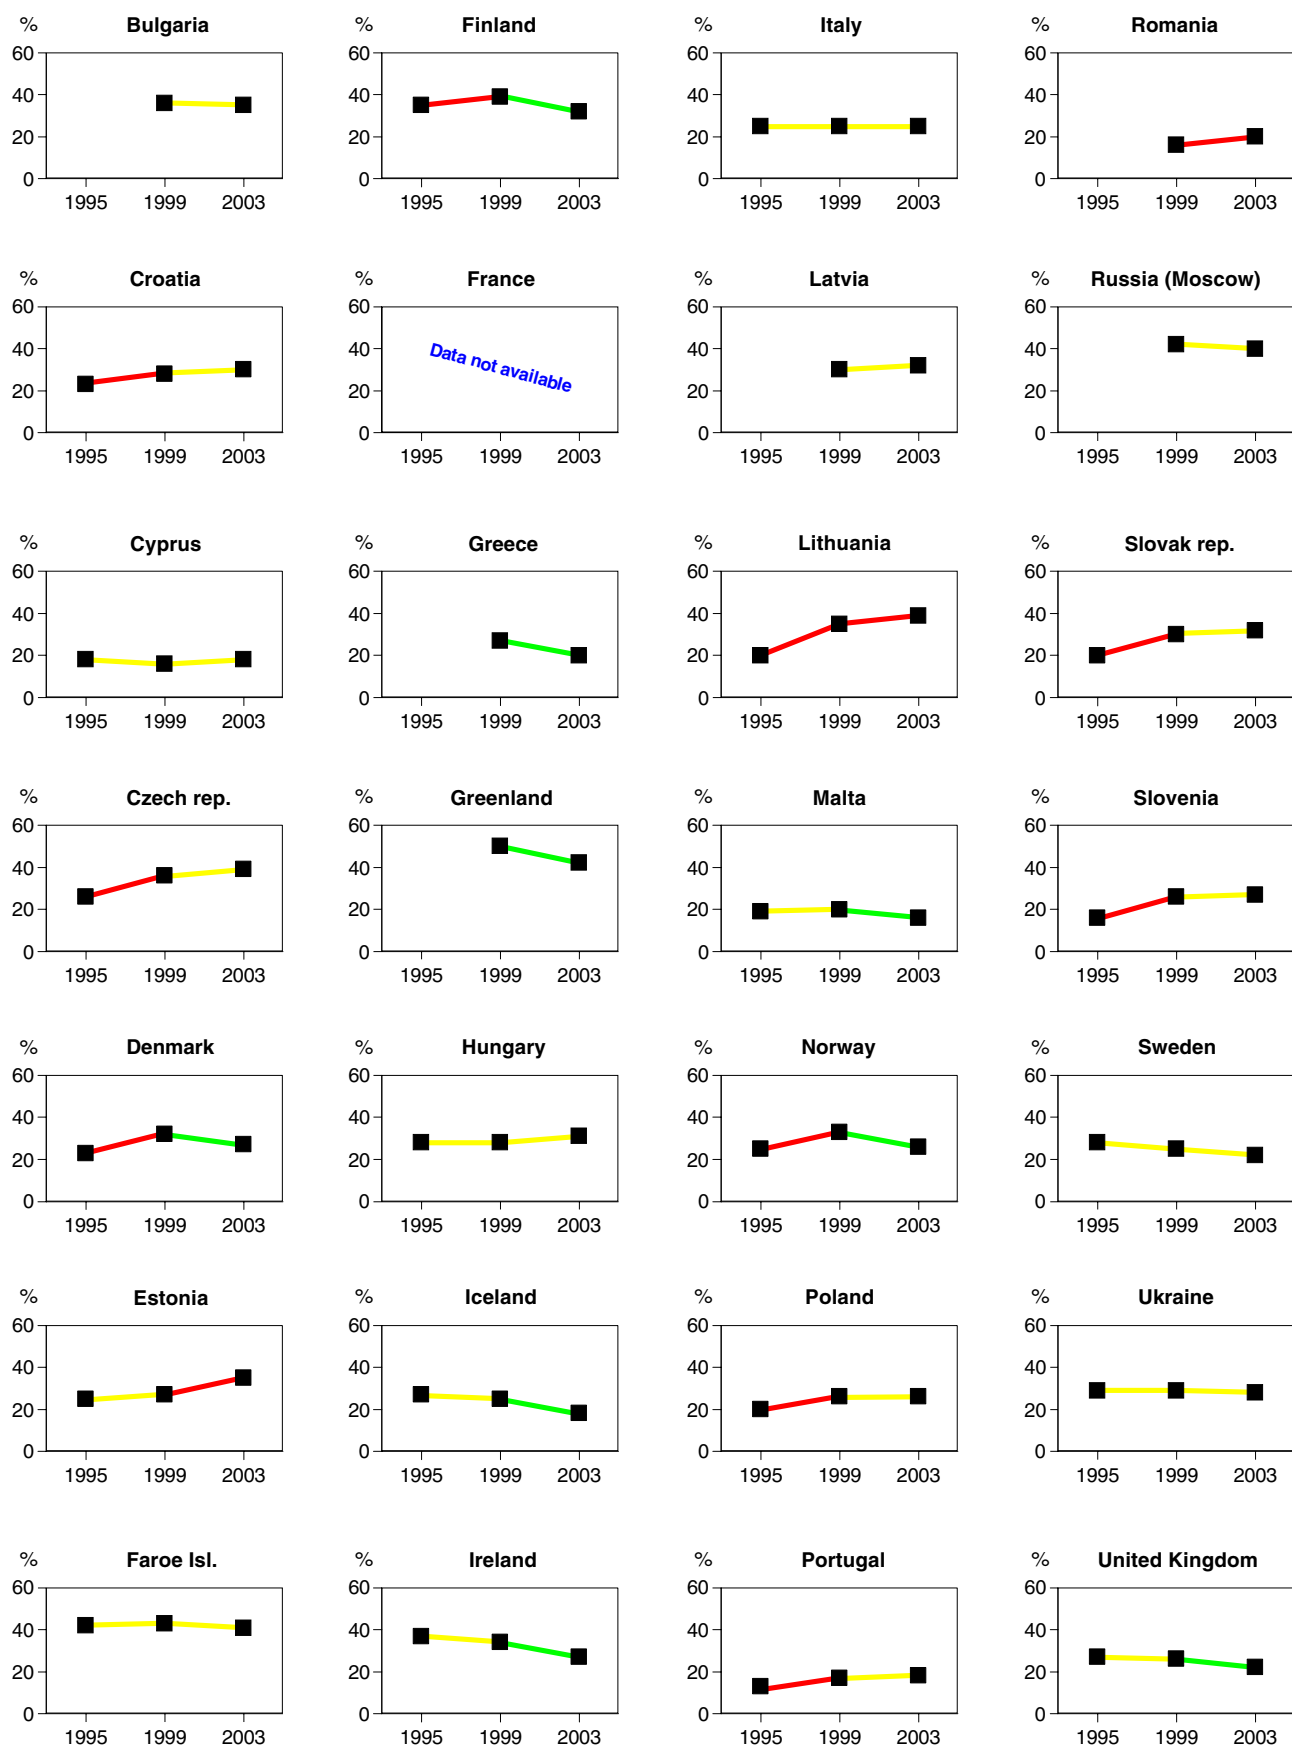 % Bulgaria % Finland % Italy % Romania
60 60 60 60
40 40 40 40
20 20 20 20
0 0 0 0
1995 1999 2003 1995 1999 2003 1995 1999 2003 1995 1999 2003
% Croatia % France % Latvia % Russia (Moscow)
60 60 60 60
40 Data not available 40 40 40
20 20 20 20
0 0 0 0
1995 1999 2003 1995 1999 2003 1995 1999 2003 1995 1999 2003
% Cyprus % Greece % Lithuania % Slovak rep.
60 60 60 60
40 40 40 40
20 20 20 20
0 0 0 0
1995 1999 2003 1995 1999 2003 1995 1999 2003 1995 1999 2003
% Czech rep. % Greenland % Malta % Slovenia
60 60 60 60
40 40 40 40
20 20 20 20
0 0 0 0
1995 1999 2003 1995 1999 2003 1995 1999 2003 1995 1999 2003
% Denmark % Hungary % Norway % Sweden
60 60 60 60
40 40 40 40
20 20 20 20
0 0 0 0
1995 1999 2003 1995 1999 2003 1995 1999 2003 1995 1999 2003
% Estonia % Iceland % Poland % Ukraine
60 60 60 60
40 40 40 40
20 20 20 20
0 0 0 0
1995 1999 2003 1995 1999 2003 1995 1999 2003 1995 1999 2003
% Faroe Isl. % Ireland % Portugal % United Kingdom
60 60 60 60
40 40 40 40
20 20 20 20
0 0 0 0
1995 1999 2003 1995 1999 2003 1995 1999 2003 1995 1999 2003